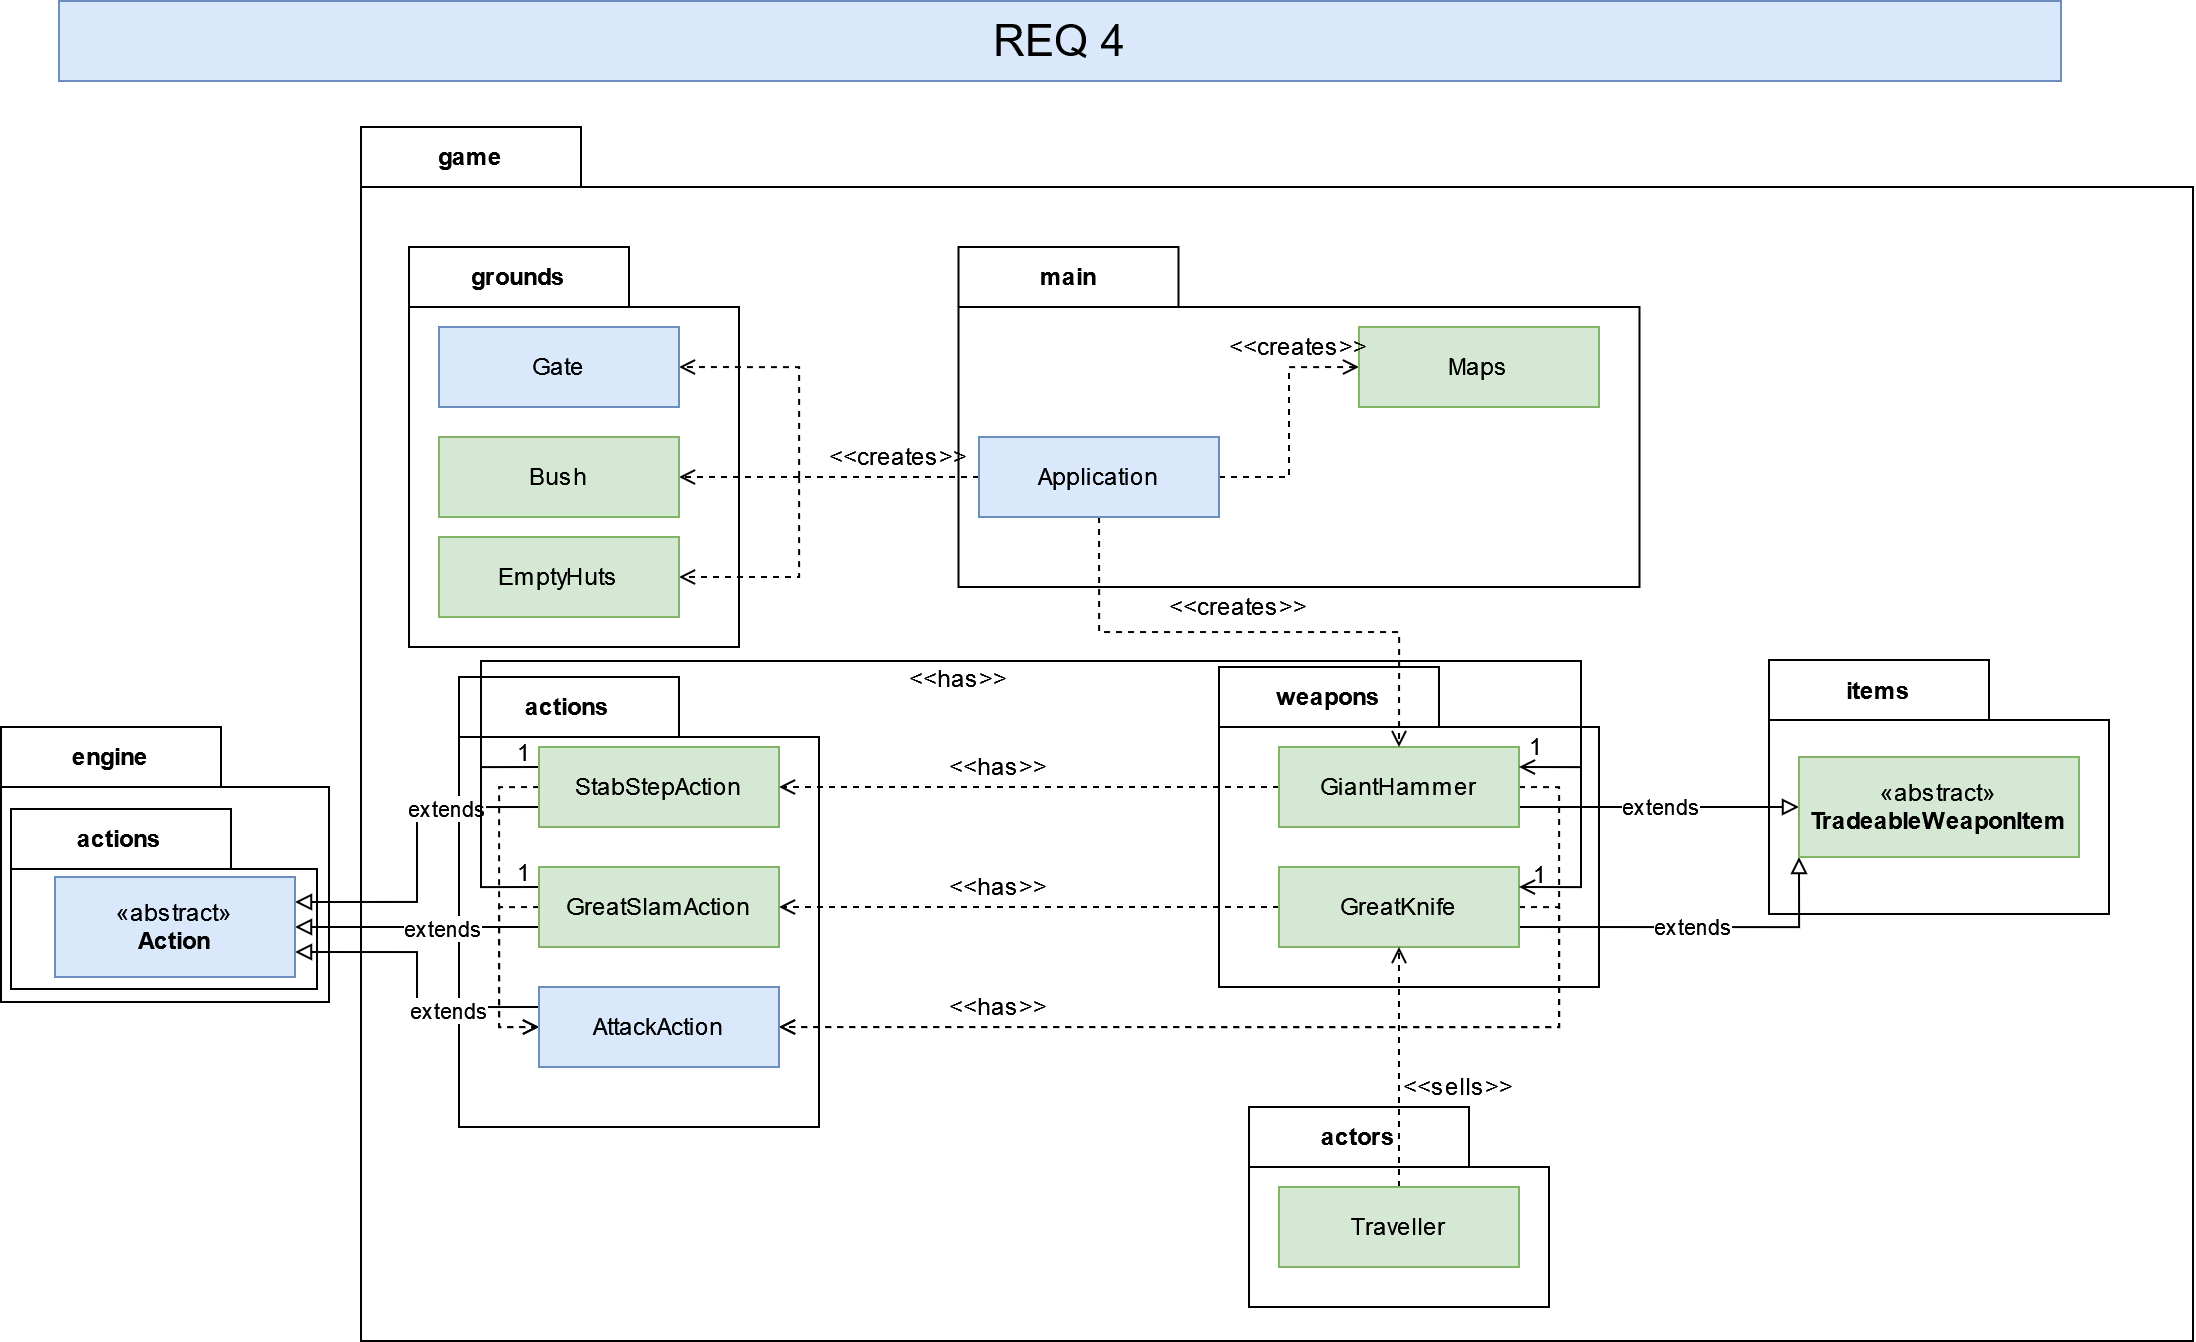 REQ 4
game
grounds
main
Gate
<<creates>>
Maps
Bush
<<creates>>
Application
EmptyHuts
<<creates>>
<<has>>
actions
weapons
items
engine
1
StabStepAction
<<has>>
GiantHammer
1
extends
extends
«abstract»
TradeableWeaponItem
actions
1
GreatSlamAction
<<has>>
GreatKnife
1
«abstract»
Action
extends
extends
extends
AttackAction
<<has>>
<<sells>>
actors
Traveller